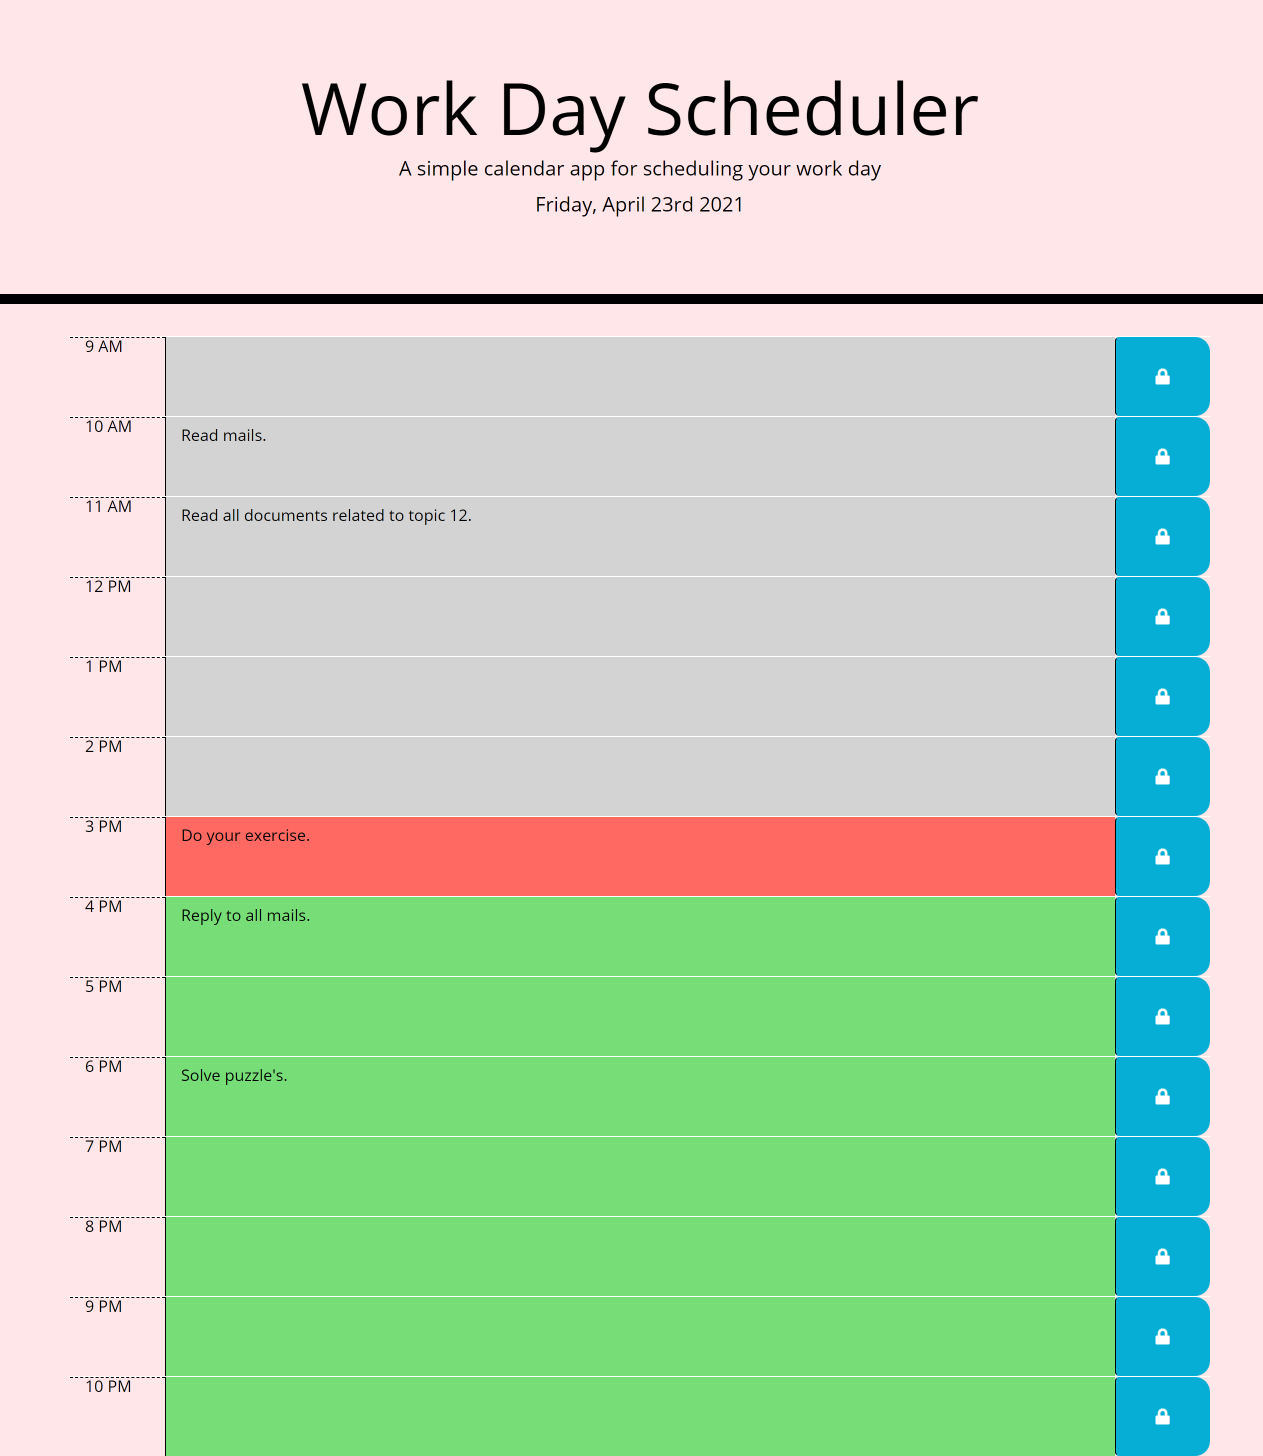 Work Day Scheduler
A simple calendar app for scheduling your work day
Friday, April 23rd 2021
9 AM
10 AM
Read mails.
11 AM
Read all documents related to topic 12.
12 PM
1 PM
2 PM
3 PM
Do your exercise.
4 PM
Reply to all mails.
5 PM
6 PM
Solve puzzle's.
7 PM
8 PM
9 PM
10 PM